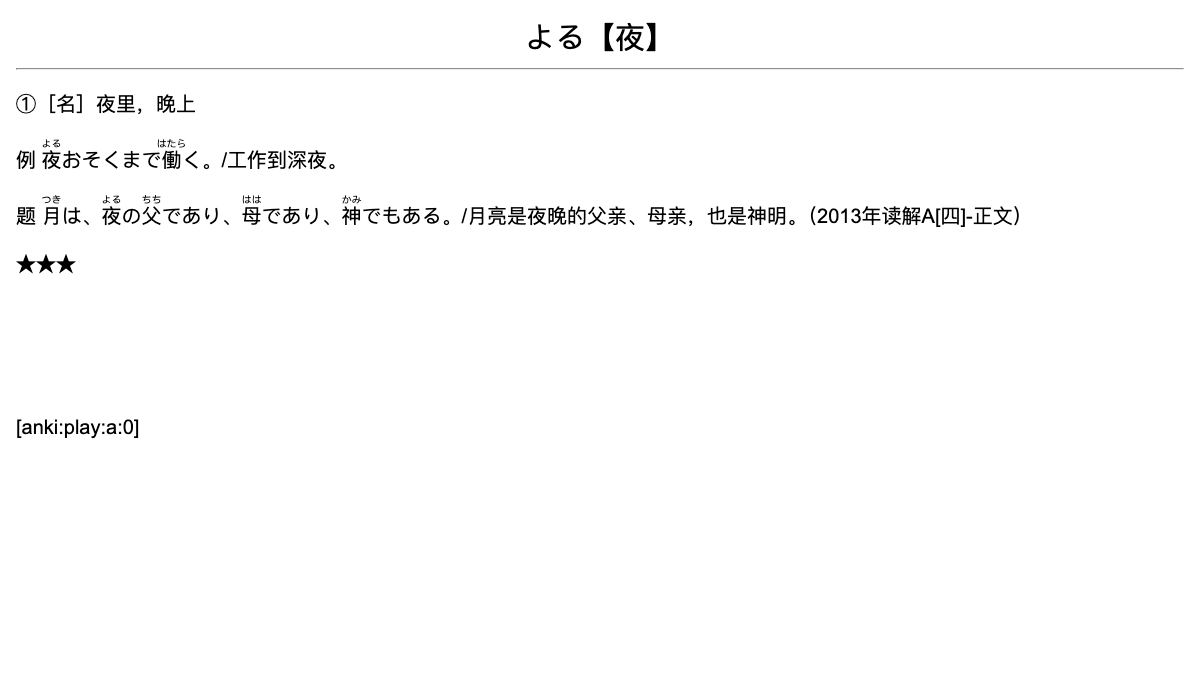 よる【夜】
①［名］夜里，晚上
例 夜おそくまで働く。/工作到深夜。
よる はたら
题 月は、夜の父であり、母であり、神でもある。/月亮是夜晚的父亲、母亲，也是神明。（2013年读解A[四]-正文）
つき よる ちち はは かみ
★★★
[anki:play:a:0]